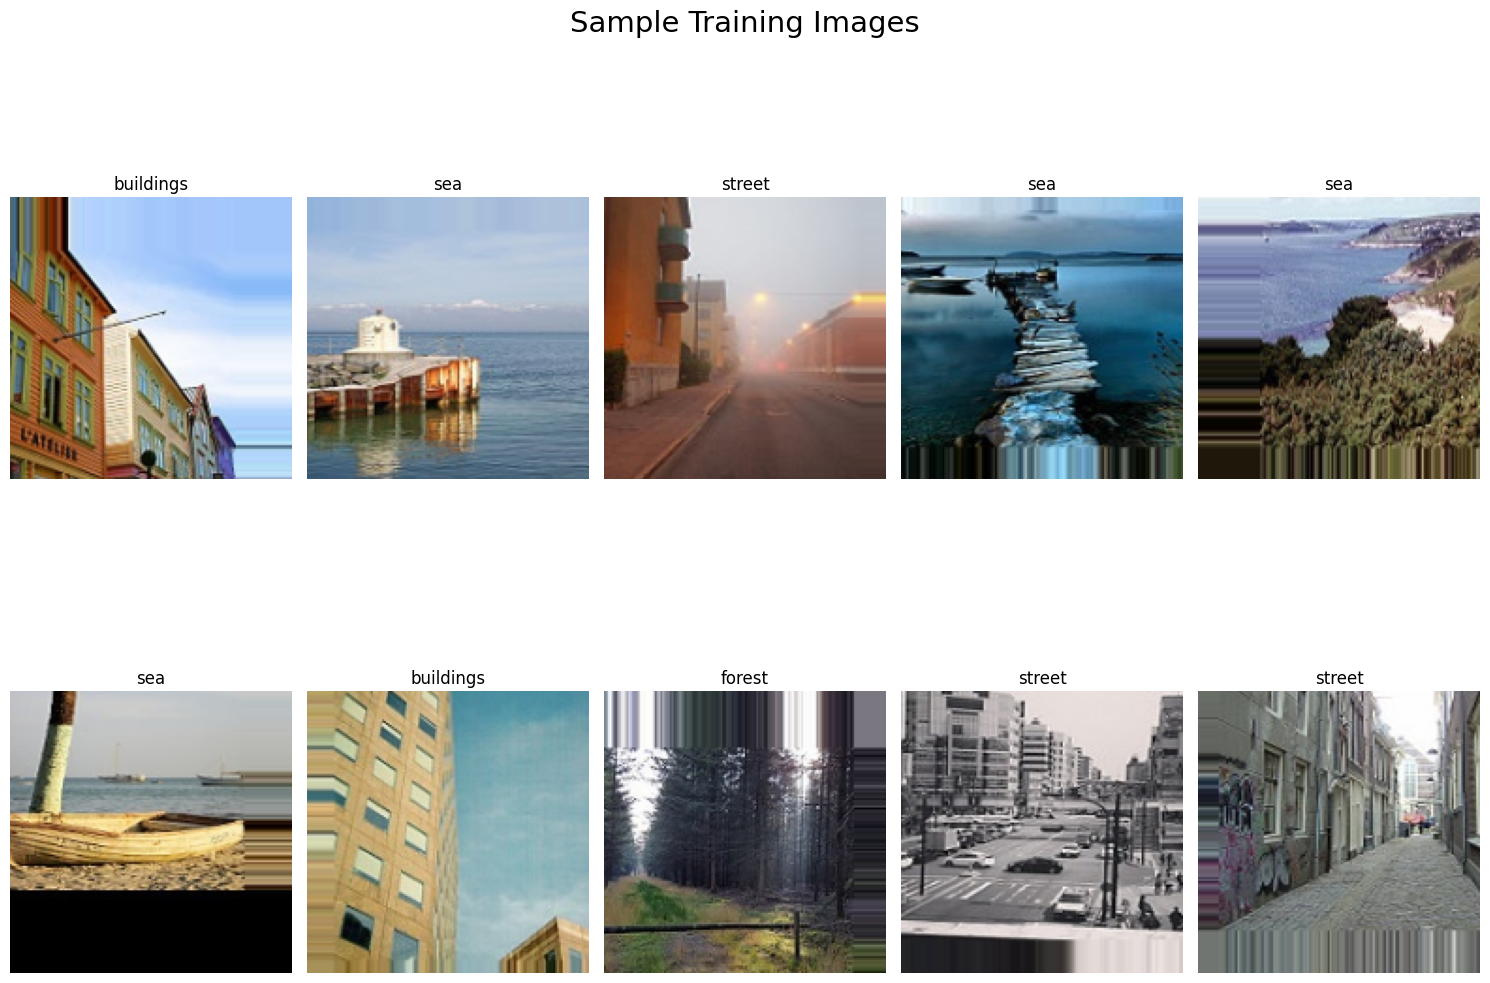 Sample Training Images
buildings
sea
street
sea
sea
L'ATELIER
sea
buildings
forest
street
street